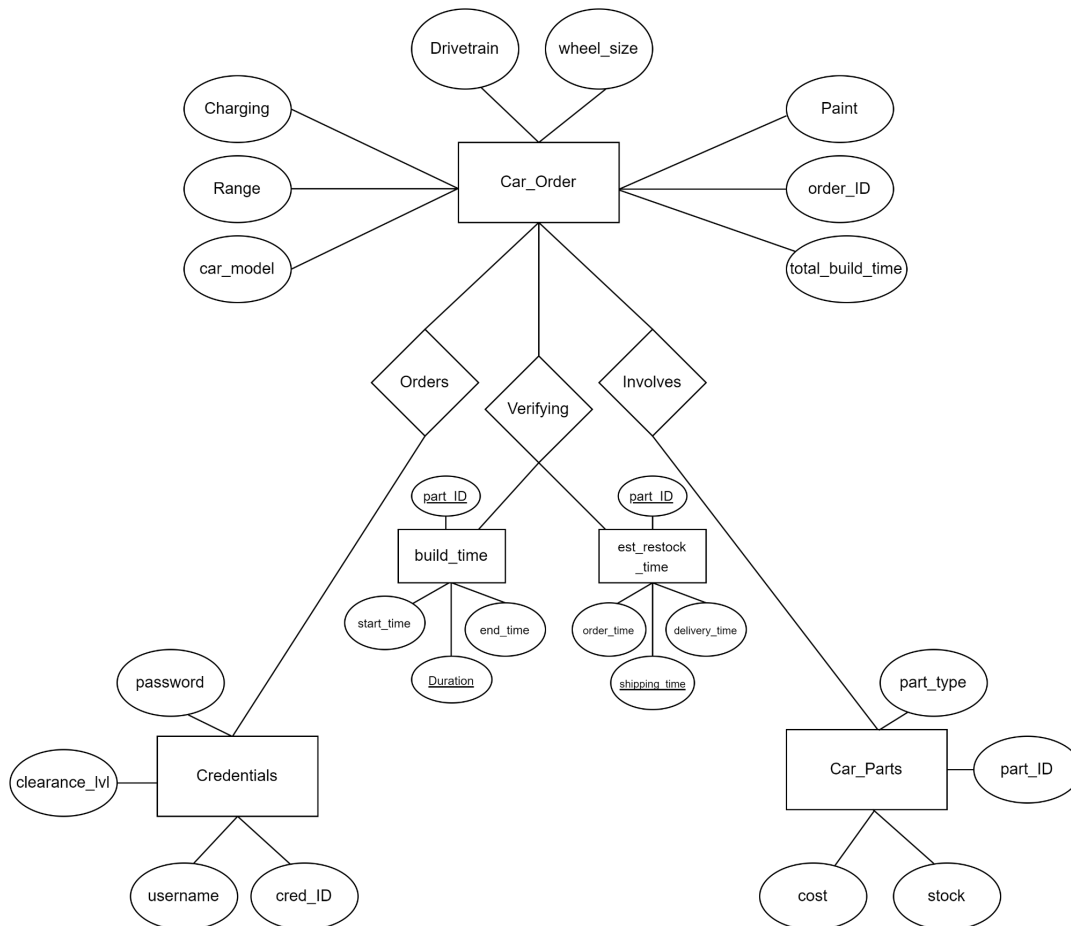 Drivetrain
wheel_size
Charging
Paint
Car_Order
Range
order_ID
car_model
total_build_time
Orders
Involves
Verifying
part_ID
part_ID
build_time
est_restock
_time
start_time
end_time
order_time
delivery_time
Duration
shipping_time
password
part_type
clearance_lvl
Credentials
Car_Parts
part_ID
username
cred_ID
cost
stock